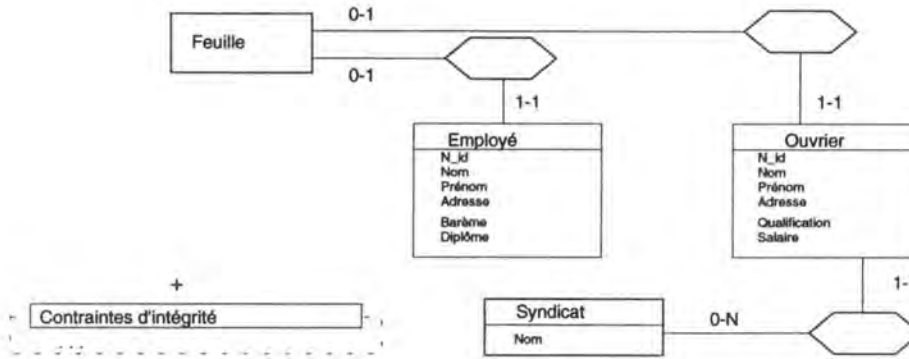 0-1
Feuille
0-1
1-1
1-1
Employé
N_id
Nom
Prénom
Adresse
Barème
Diplôme
Ouvrier
N_id
Nom
Prénom
Adresse
Qualification
Salaire
+
Contraintes d'intégrité
Syndicat
Nom
0-N
1-